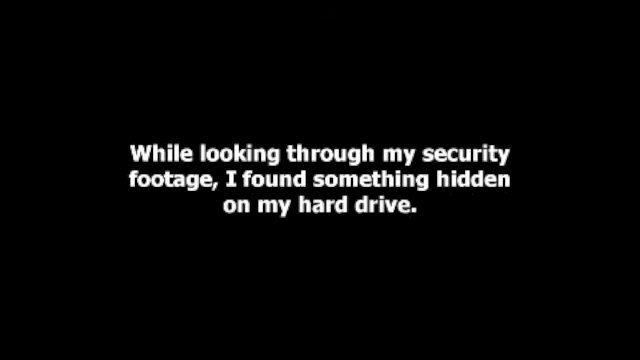 While looking through my security
footage, I found something hidden
on my hard drive.